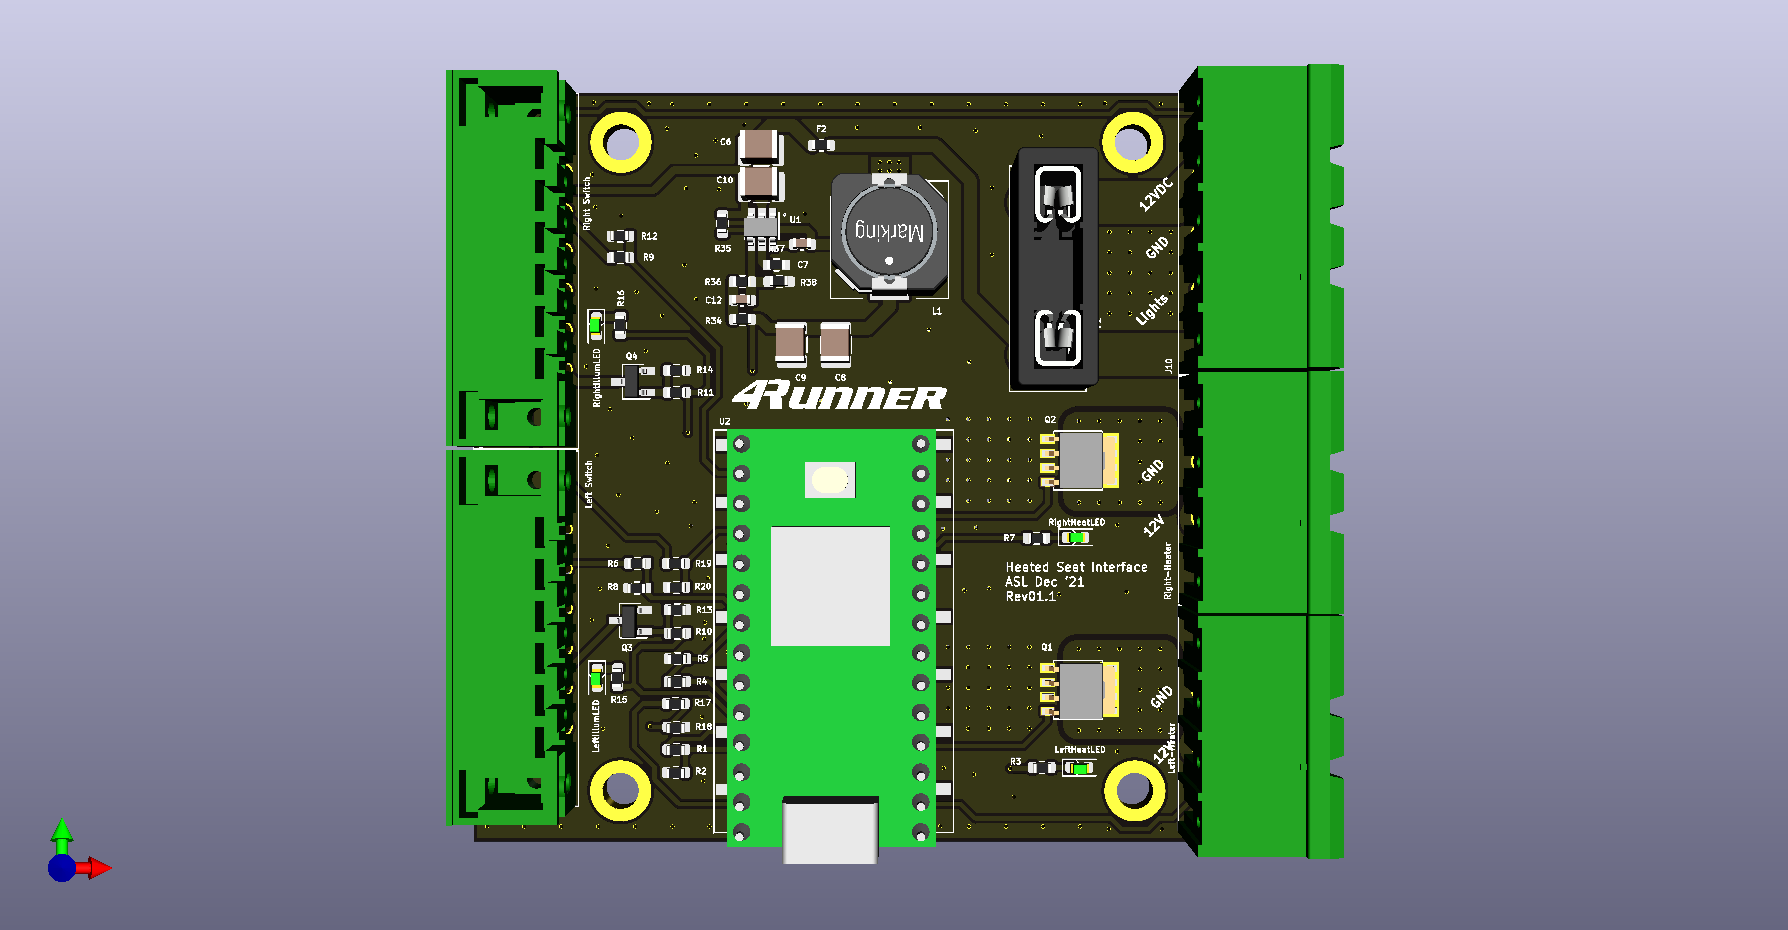 C6
F2
C10
12VDC
Right Switch
U1
R12
R35
R37
Marking
GND
R9
C7
R36
R38
R16
C12
L1
Lights
R34
RightIllumLED
Q4
R14
C9
C8
J10
R11
4RUNNER
U2
Q2
Left Switch
GND
RightHeatLED
12V
R7
R6
R19
Heated Seat Interface
ASL Dec '21
Rev01.1
Right-Heater
R8
R20
R13
R10
Q3
Q1
R5
R4
GND
R15
R17
LeftIllumLED
R18
R1
LeftHeatLED
12V
Left-Heater
R3
R2